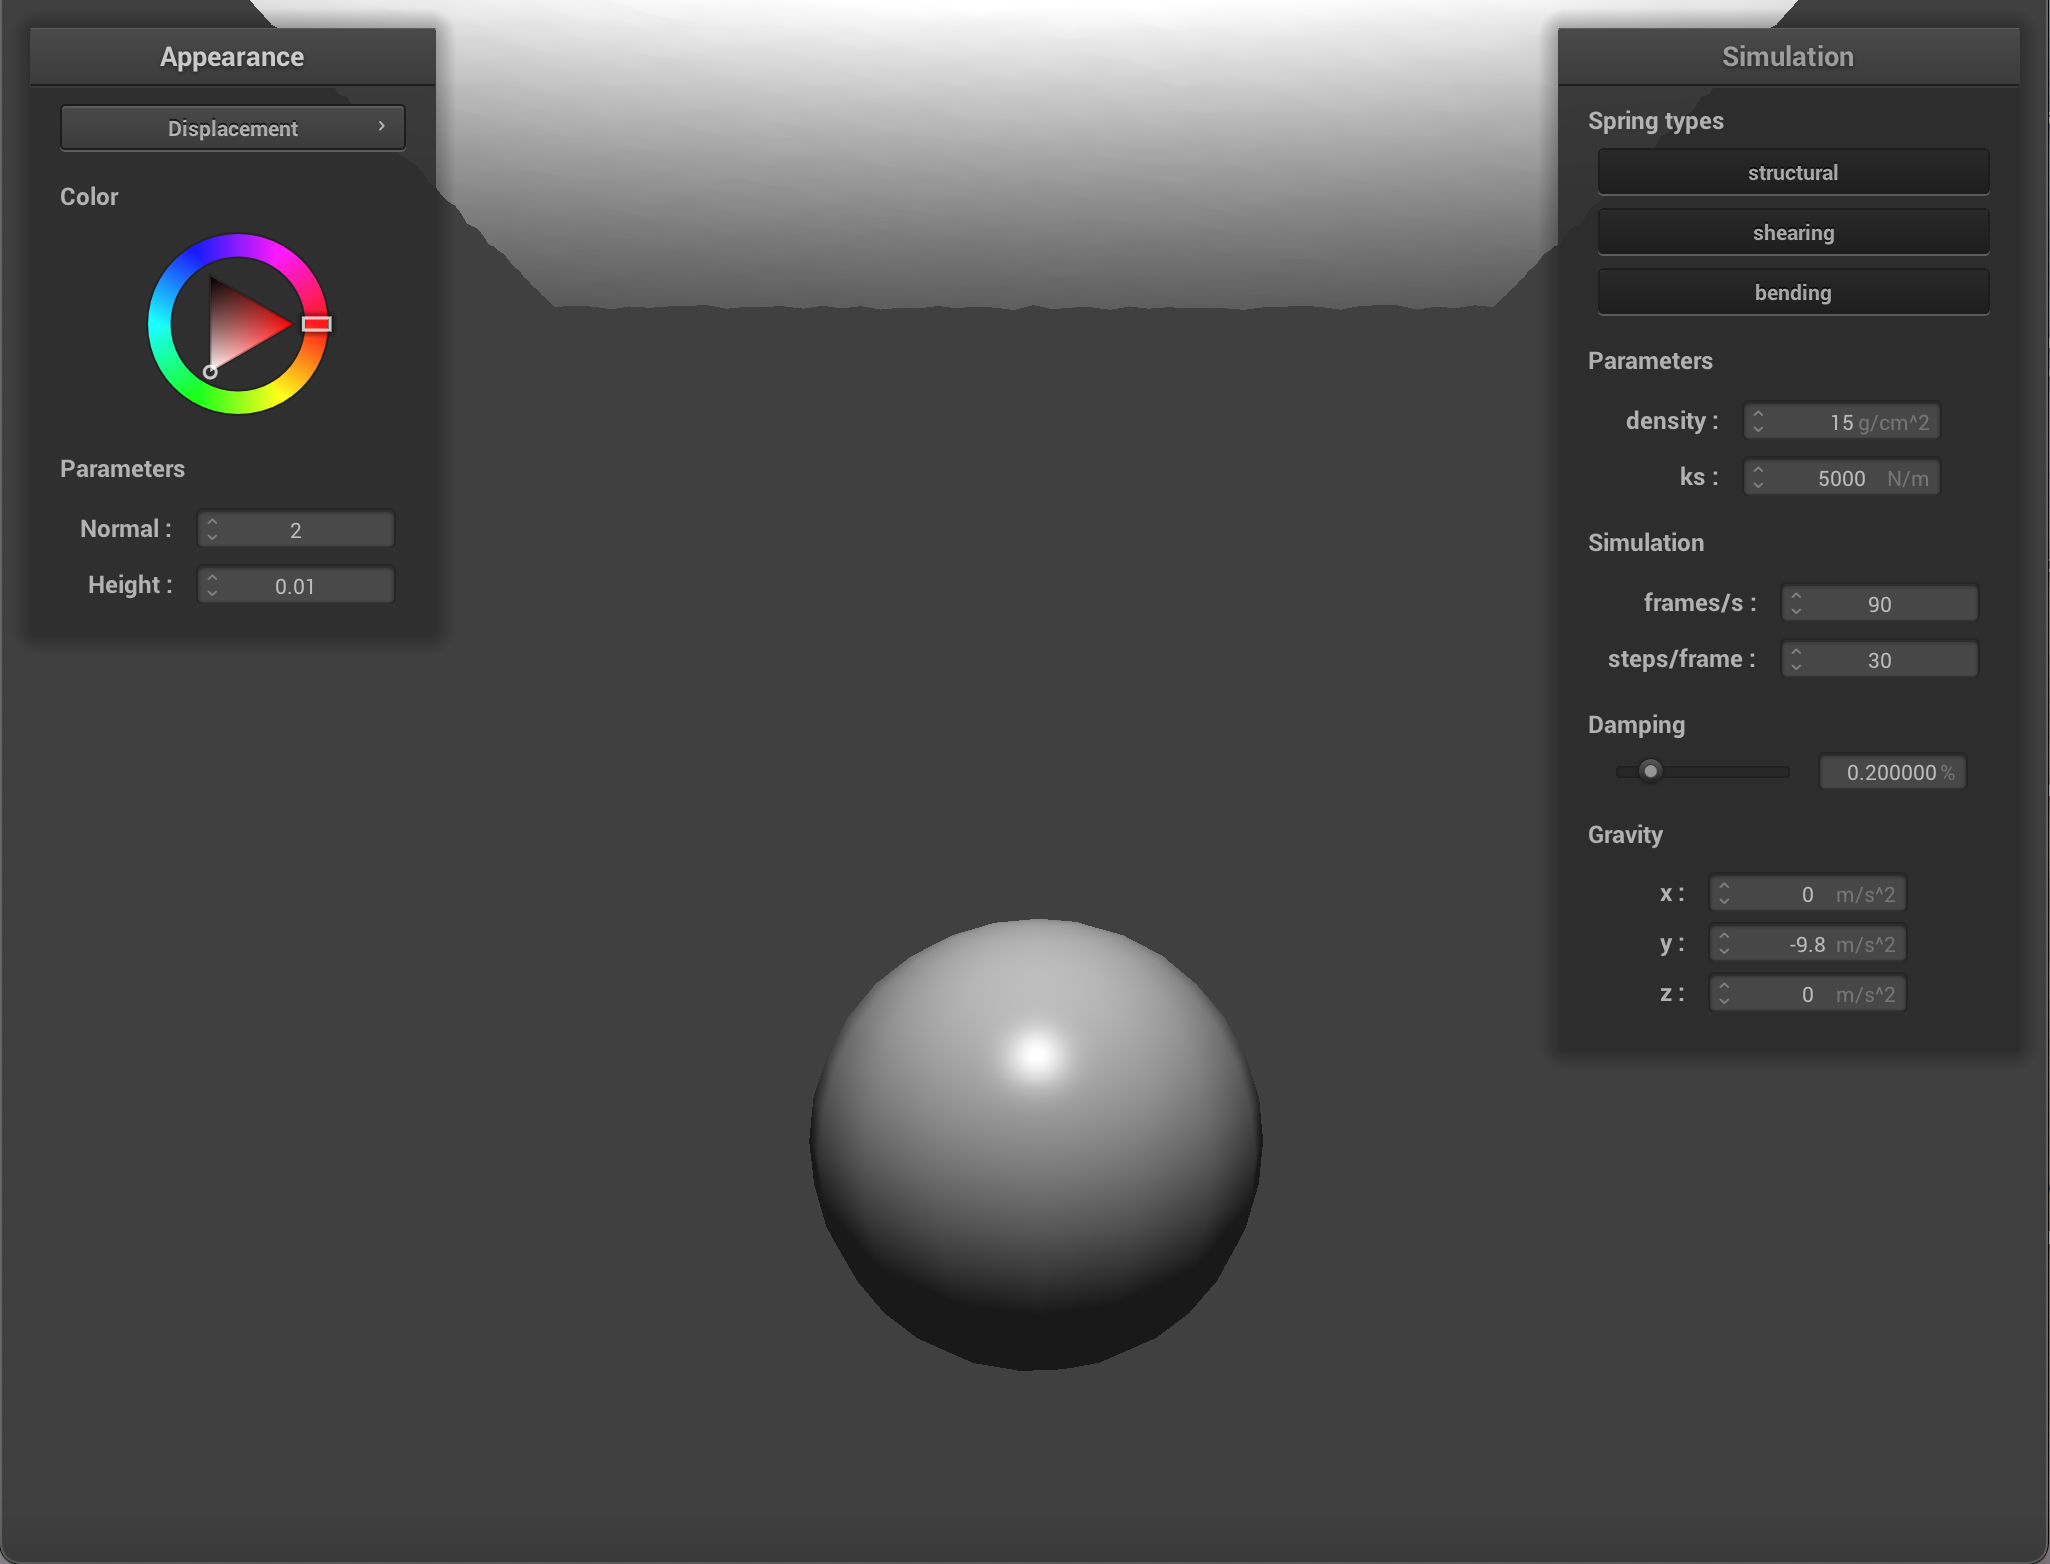 Appearance
Displacement
Color
Parameters
Normal : 2
Height : 0.01
Simulation
Spring types
structural
shearing
bending
Parameters
density : 15 g/cm^2
ks : 5000 N/m
Simulation
frames/s : 90
steps/frame : 30
Damping
0.200000 %
Gravity
x : 0 m/s^2
y : -9.8 m/s^2
z : 0 m/s^2